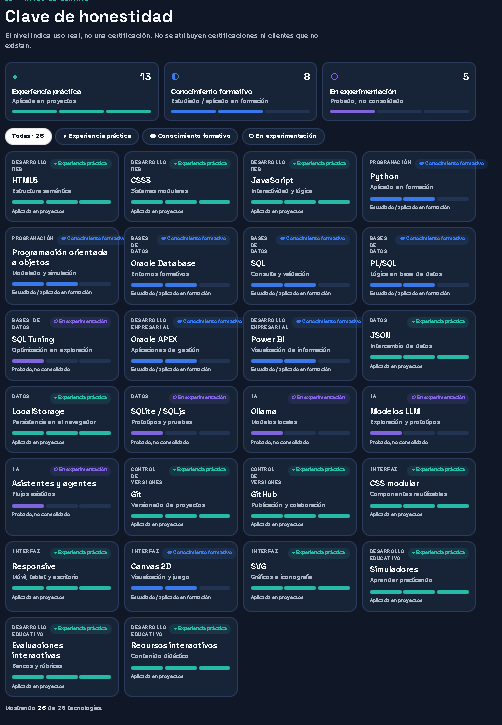 Clave de honestidad
El nivel indica uso real, no una certificación. No se atribuyen certificaciones ni clientes que no
existan.
13
Experiencia práctica
Aplicado en proyectos
8
Conocimiento formativo
Estudiado / aplicado en formación
5
En experimentación
Probado, no consolidado
Todas · 26
Experiencia práctica
Conocimiento formativo
En experimentación
DESARROLLO
WEB
Experiencia práctica
HTML5
Estructura semántica
Aplicado en proyectos
DESARROLLO
WEB
Experiencia práctica
CSS3
Sistemas modulares
Aplicado en proyectos
DESARROLLO
WEB
Experiencia práctica
JavaScript
Interactividad y lógica
Aplicado en proyectos
PROGRAMACIÓN
Conocimiento formativo
Python
Aplicado en formación
Estudiado / aplicado en formación
PROGRAMACIÓN
Conocimiento formativo
Programación orientada
a objetos
Modelado y simulación
Estudiado / aplicado en formación
BASES
DE
DATOS
Conocimiento formativo
Oracle Database
Entornos formativos
Estudiado / aplicado en formación
BASES
DE
DATOS
Conocimiento formativo
SQL
Consulta y validación
Estudiado / aplicado en formación
BASES
DE
DATOS
Conocimiento formativo
PL/SQL
Lógica en base de datos
Estudiado / aplicado en formación
BASES DE
DATOS
En experimentación
SQL Tuning
Optimización en exploración
Probado, no consolidado
DESARROLLO
EMPRESARIAL
Conocimiento formativo
Oracle APEX
Aplicaciones de gestión
Estudiado / aplicado en formación
DESARROLLO
EMPRESARIAL
Conocimiento formativo
Power BI
Visualización de información
Estudiado / aplicado en formación
DATOS
Experiencia práctica
JSON
Intercambio de datos
Aplicado en proyectos
DATOS
Experiencia práctica
LocalStorage
Persistencia en el navegador
Aplicado en proyectos
DATOS
En experimentación
SQLite / SQL.js
Prototipos y pruebas
Probado, no consolidado
IA
En experimentación
Ollama
Modelos locales
Probado, no consolidado
IA
En experimentación
Modelos LLM
Exploración y prototipos
Probado, no consolidado
IA
En experimentación
Asistentes y agentes
Flujos asistidos
Probado, no consolidado
CONTROL
DE
VERSIONES
Experiencia práctica
Git
Versionado de proyectos
Aplicado en proyectos
CONTROL
DE
VERSIONES
Experiencia práctica
GitHub
Publicación y colaboración
Aplicado en proyectos
INTERFAZ
Experiencia práctica
CSS modular
Componentes reutilizables
Aplicado en proyectos
INTERFAZ
Experiencia práctica
Responsive
Móvil, tablet y escritorio
Aplicado en proyectos
INTERFAZ
Conocimiento formativo
Canvas 2D
Visualización y juego
Estudiado / aplicado en formación
INTERFAZ
Experiencia práctica
SVG
Gráficos e iconografía
Aplicado en proyectos
DESARROLLO
EDUCATIVO
Experiencia práctica
Simuladores
Aprender practicando
Aplicado en proyectos
DESARROLLO
EDUCATIVO
Experiencia práctica
Evaluaciones
interactivas
Bancos y rúbricas
Aplicado en proyectos
DESARROLLO
EDUCATIVO
Experiencia práctica
Recursos interactivos
Contenido didáctico
Aplicado en proyectos
Mostrando 26 de 26 tecnologías.